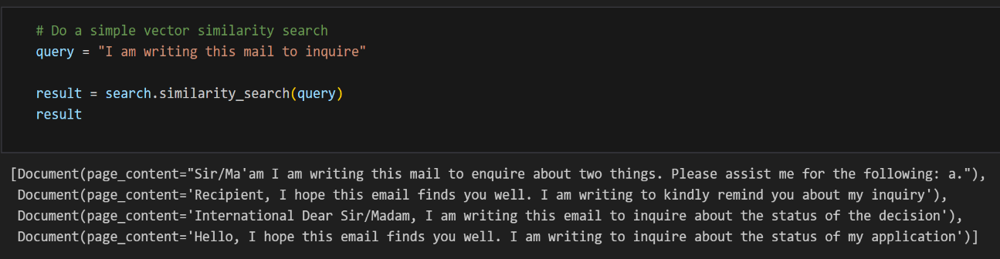 # Do a simple vector similarity search
query = "I am writing this mail to inquire"
result = search.similarity_search(query)
result
[Document(page_content="Sir/Ma'am I am writing this mail to enquire about two things. Please assist me for the following: a."),
Document(page_content='Recipient, I hope this email finds you well. I am writing to kindly remind you about my inquiry'),
Document(page_content='International Dear Sir/Madam, I am writing this email to inquire about the status of the decision'),
Document(page_content='Hello, I hope this email finds you well. I am writing to inquire about the status of my application')]